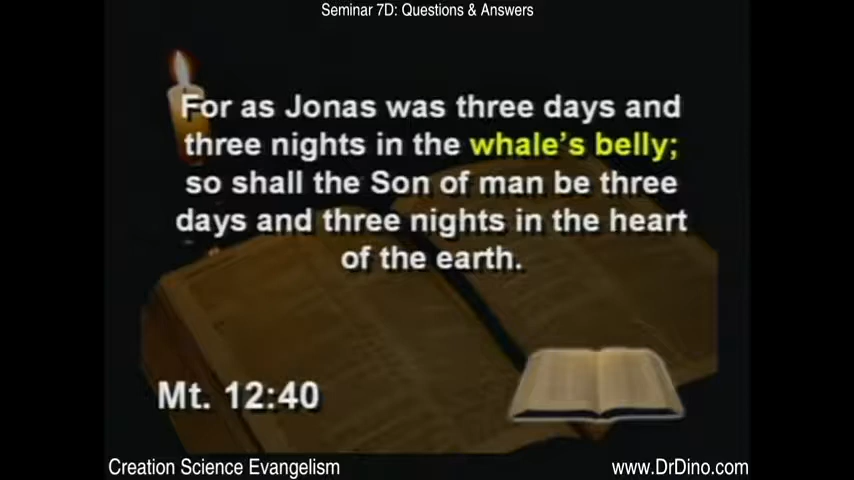 Seminar 7D: Questions & Answers
For as Jonas was three days and
three nights in the whale's belly;
so shall the Son of man be three
days and three nights in the heart
of the earth.
Mt. 12:40
Creation Science Evangelism
www.DrDino.com